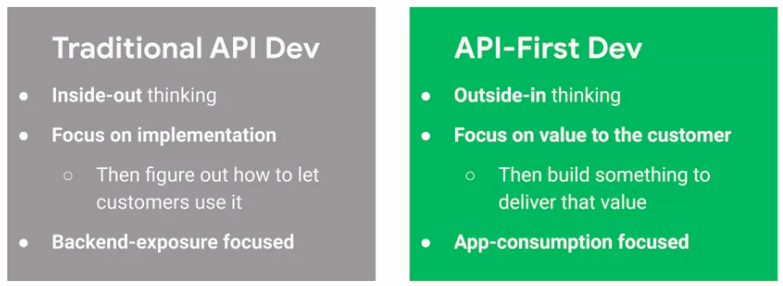 Traditional API Dev
● Inside-out thinking
● Focus on implementation
○ Then figure out how to let
customers use it
● Backend-exposure focused
API-First Dev
● Outside-in thinking
● Focus on value to the customer
○ Then build something to
deliver that value
● App-consumption focused